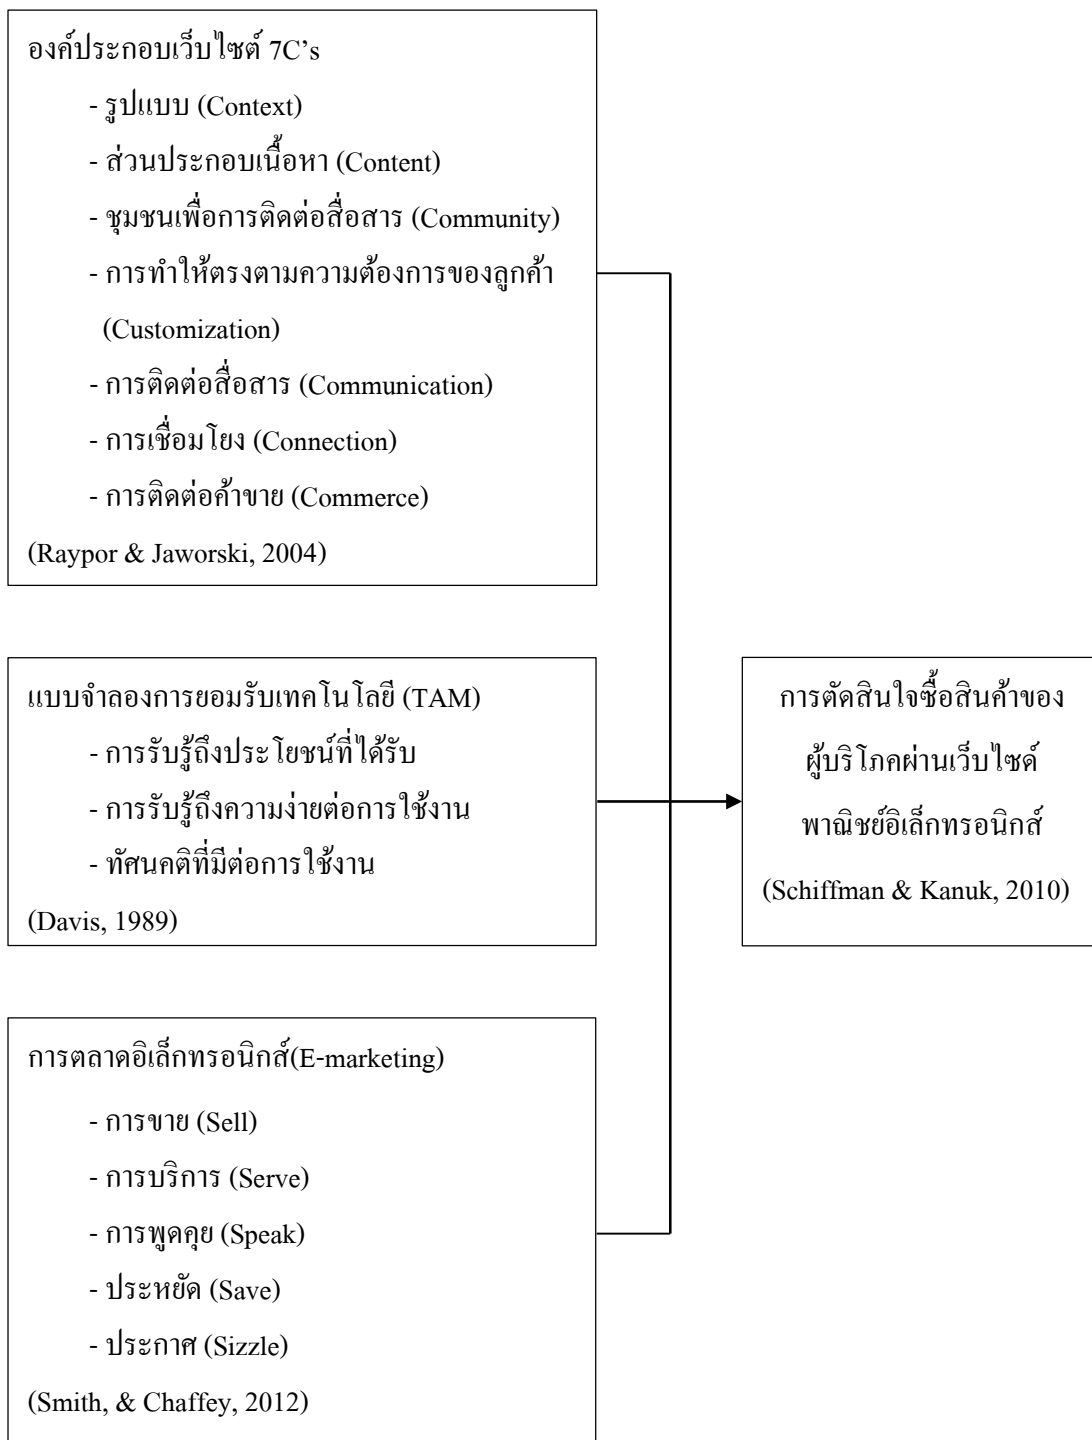 องค์ประกอบเว็บไซต์ 7C’s
- รูปแบบ (Context)
- ส่วนประกอบเนื้อหา (Content)
- ชุมชนเพื่อการติดต่อสื่อสาร (Community)
- การทำให้ตรงตามความต้องการของลูกค้า
(Customization)
- การติดต่อสื่อสาร (Communication)
- การเชื่อมโยง (Connection)
- การติดต่อค้าขาย (Commerce)
(Raypor & Jaworski, 2004)
แบบจำลองการยอมรับเทคโนโลยี (TAM)
- การรับรู้ถึงประโยชน์ที่ได้รับ
- การรับรู้ถึงความง่ายต่อการใช้งาน
- ทัศนคติที่มีต่อการใช้งาน
(Davis, 1989)
การตัดสินใจซื้อสินค้าของ
ผู้บริโภคผ่านเว็บไซด์
พาณิชย์อิเล็กทรอนิกส์
(Schiffman & Kanuk, 2010)
การตลาดอิเล็กทรอนิกส์(E-marketing)
- การขาย (Sell)
- การบริการ (Serve)
- การพูดคุย (Speak)
- ประหยัด (Save)
- ประกาศ (Sizzle)
(Smith, & Chaffey, 2012)